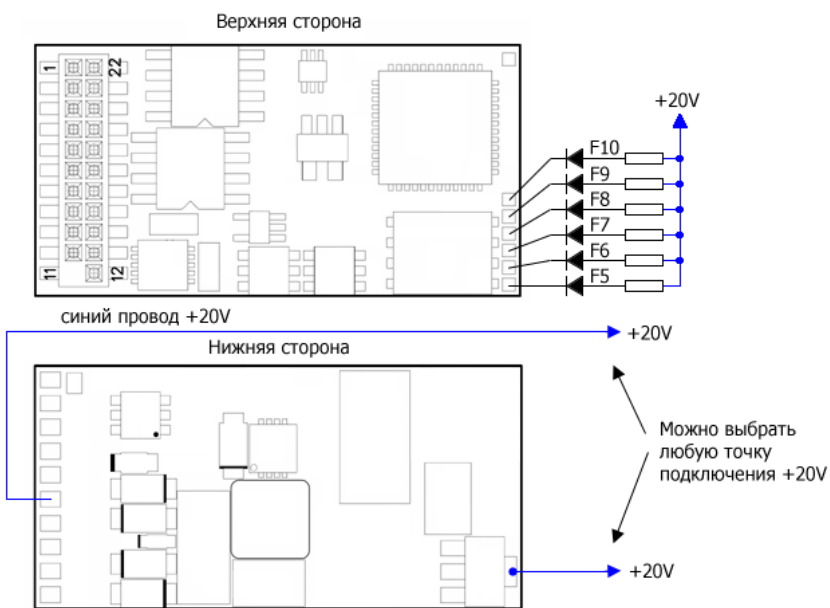 Верхняя сторона
1
22
11
12
+20V
F10
F9
F8
F7
F6
F5
синий провод +20V
+20V
Нижняя сторона
Можно выбрать
любую точку
подключения +20V
+20V